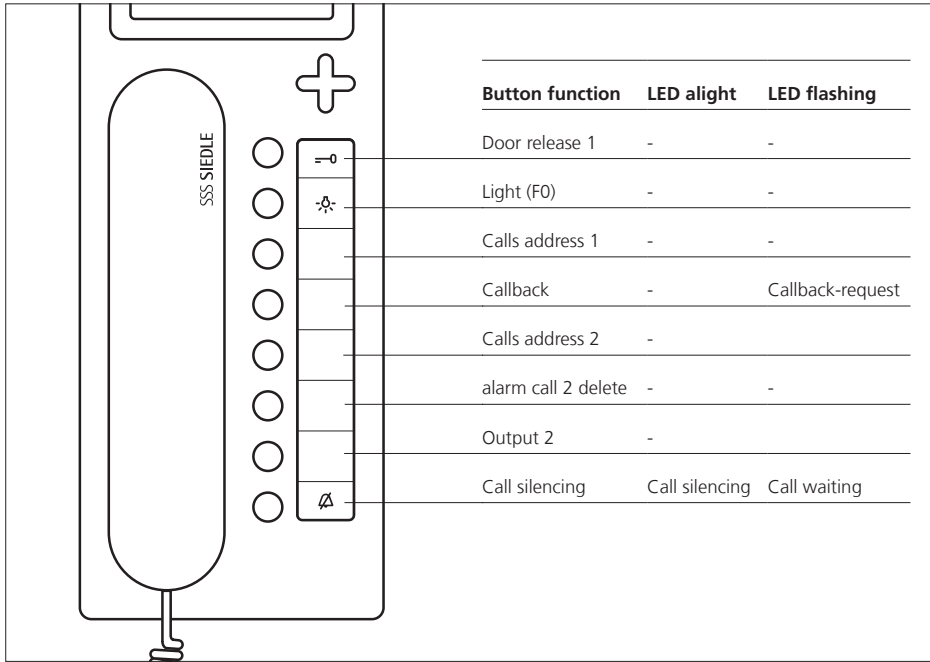 SSS SIEDLE
Button function LED alight LED flashing
Door release 1 - -
Light (F0) - -
Calls address 1 - -
Callback - Callback-request
Calls address 2 -
alarm call 2 delete - -
Output 2 -
Call silencing Call silencing Call waiting